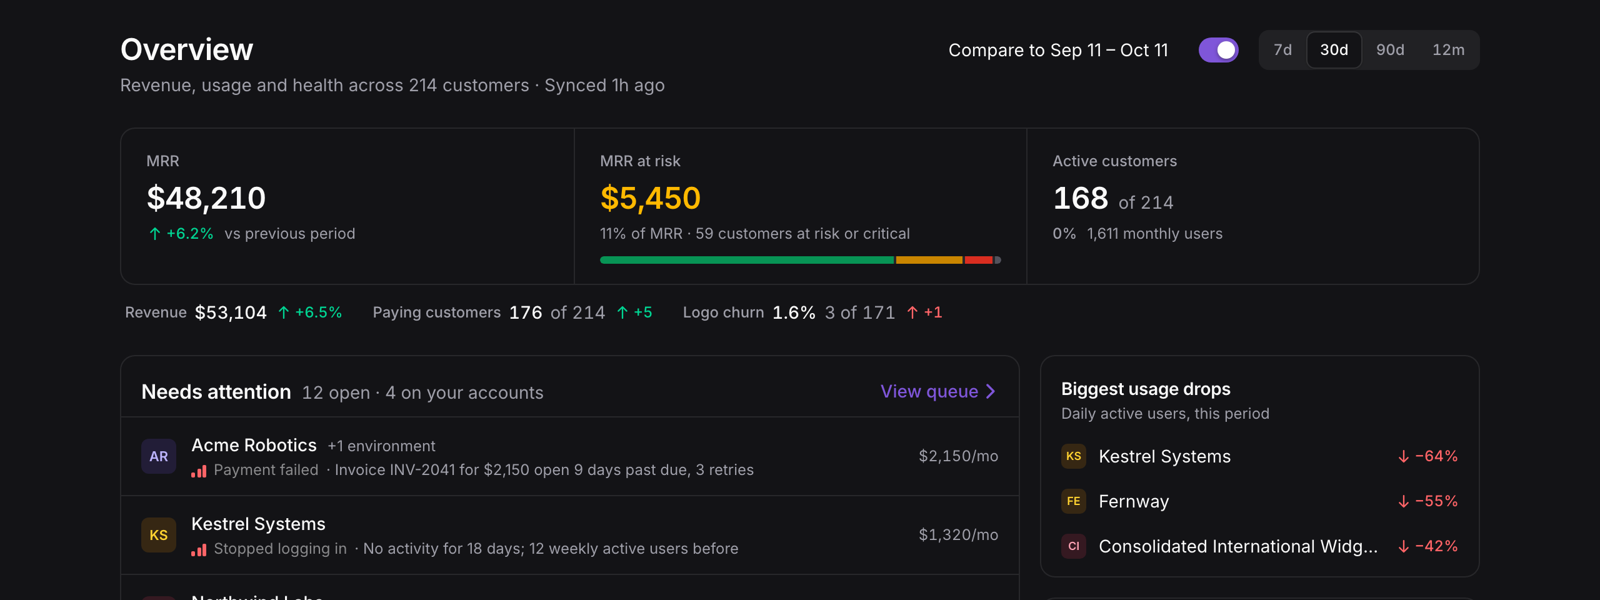 Overview
Compare to Sep 11 – Oct 11
7d 30d 90d 12m
Revenue, usage and health across 214 customers · Synced 1h ago
MRR
$48,210
↑ +6.2% vs previous period
MRR at risk
$5,450
11% of MRR · 59 customers at risk or critical
Active customers
168 of 214
0% 1,611 monthly users
Revenue $53,104 ↑ +6.5% Paying customers 176 of 214 ↑ +5 Logo churn 1.6% 3 of 171 ↑ +1
Needs attention 12 open · 4 on your accounts
View queue
AR
Acme Robotics +1 environment
Payment failed · Invoice INV-2041 for $2,150 open 9 days past due, 3 retries
$2,150/mo
KS
Kestrel Systems
Stopped logging in · No activity for 18 days; 12 weekly active users before
$1,320/mo
Northwind Labs
Biggest usage drops
Daily active users, this period
KS Kestrel Systems ↓ −64%
FE Fernway ↓ −55%
CI Consolidated International Widg... ↓ −42%